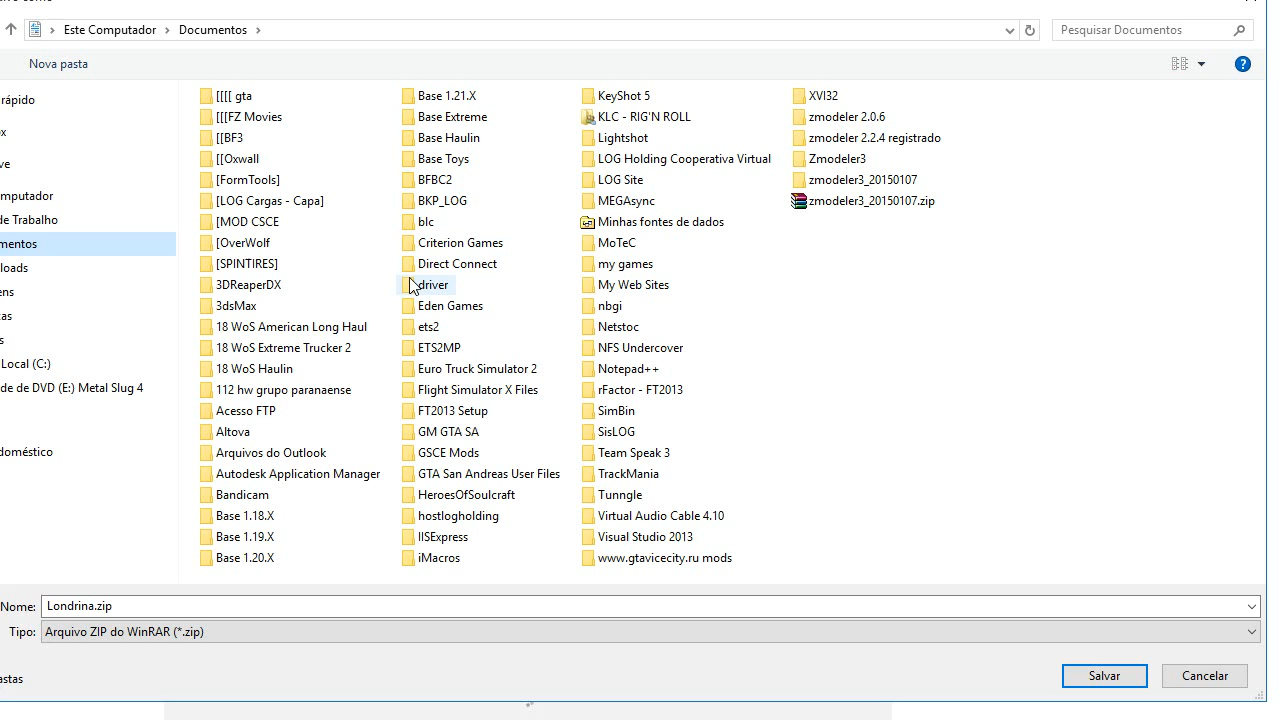 Este Computador > Documentos >
Pesquisar Documentos
Nova pasta
rápido
ve
mputador
de Trabalho
mentos
loads
ens
as
s
Local (C:)
de de DVD (E:) Metal Slug 4
doméstico
[[[[ gta
[[[FZ Movies
[[BF3
[[Oxwall
[FormTools]
[LOG Cargas - Capa]
[MOD CSCE
[OverWolf
[SPINTIRES]
3DReaperDX
3dsMax
18 WoS American Long Haul
18 WoS Extreme Trucker 2
18 WoS Haulin
112 hw grupo paranaense
Acesso FTP
Altova
Arquivos do Outlook
Autodesk Application Manager
Bandicam
Base 1.18.X
Base 1.19.X
Base 1.20.X
Base 1.21.X
Base Extreme
Base Haulin
Base Toys
BFBC2
BKP_LOG
blc
Criterion Games
Direct Connect
driver
Eden Games
ets2
ETS2MP
Euro Truck Simulator 2
Flight Simulator X Files
FT2013 Setup
GM GTA SA
GSCE Mods
GTA San Andreas User Files
HeroesOfSoulcraft
hostlogholding
IISExpress
iMacros
KeyShot 5
KLC - RIG'N ROLL
Lightshot
LOG Holding Cooperativa Virtual
LOG Site
MEGAsync
Minhas fontes de dados
MoTeC
my games
My Web Sites
nbgi
Netstoc
NFS Undercover
Notepad++
rFactor - FT2013
SimBin
SisLOG
Team Speak 3
TrackMania
Tunngle
Virtual Audio Cable 4.10
Visual Studio 2013
www.gtavicecity.ru mods
XVI32
zmodeler 2.0.6
zmodeler 2.2.4 registrado
Zmodeler3
zmodeler3_20150107
zmodeler3_20150107.zip
Nome: Londrina.zip
Tipo: Arquivo ZIP do WinRAR (*.zip)
astas
Salvar
Cancelar